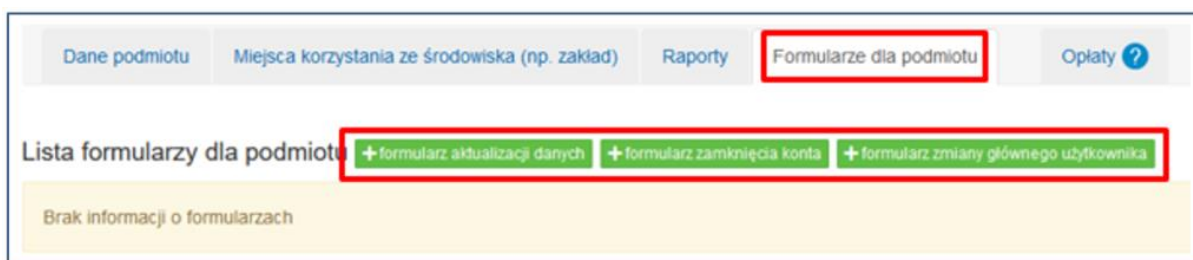 Dane podmiotu Miejsca korzystania ze środowiska (np. zakład) Raporty Formularze dla podmiotu Opłaty ?
Lista formularzy dla podmiotu +formularz aktualizacji danych +formularz zamknięcia konta +formularz zmiany głównego użytkownika
Brak informacji o formularzach